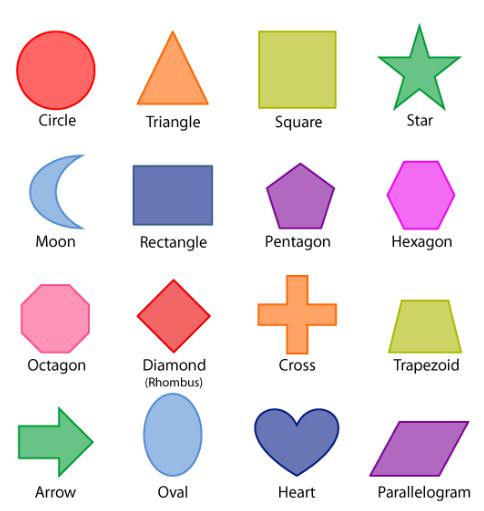 Circle
Triangle
Square
Star
Moon
Rectangle
Pentagon
Hexagon
Octagon
Diamond
(Rhombus)
Cross
Trapezoid
Arrow
Oval
Heart
Parallelogram